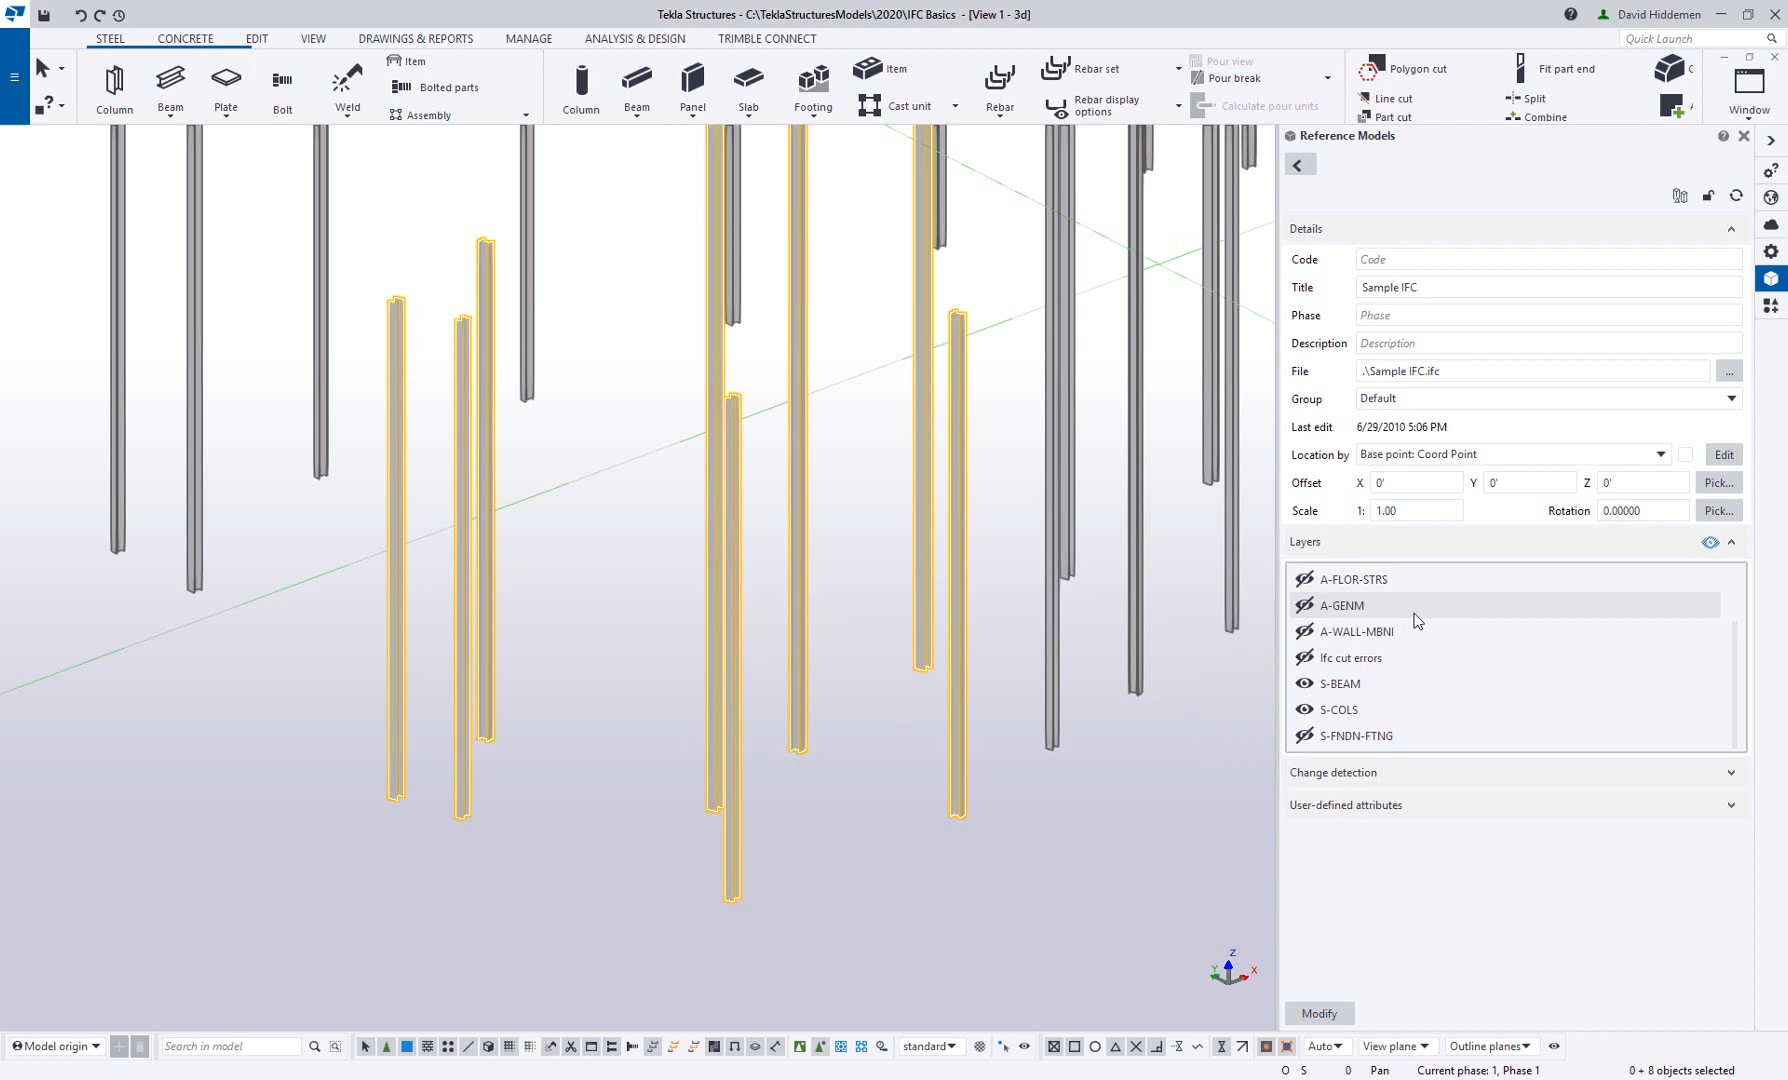 Tekla Structures - C:\TeklaStructuresModels\2020\IFC Basics - [View 1 - 3d]
David Hiddemen
STEEL
CONCRETE
EDIT
VIEW
DRAWINGS & REPORTS
MANAGE
ANALYSIS & DESIGN
TRIMBLE CONNECT
Quick Launch
Column
Beam
Plate
Bolt
Weld
Item
Bolted parts
Assembly
Column
Beam
Panel
Slab
Footing
Item
Cast unit
Rebar
Rebar set
Rebar display options
Pour view
Pour break
Calculate pour units
Polygon cut
Line cut
Part cut
Fit part end
Split
Combine
Window
Reference Models
Details
Code Code
Title Sample IFC
Phase Phase
Description Description
File .\Sample IFC.ifc ...
Group Default
Last edit 6/29/2010 5:06 PM
Location by Base point: Coord Point Edit
Offset X 0' Y 0' Z 0' Pick...
Scale 1: 1.00 Rotation 0.00000 Pick...
Layers
A-FLOR-STRS
A-GENM
A-WALL-MBNI
Ifc cut errors
S-BEAM
S-COLS
S-FNDN-FTNG
Change detection
User-defined attributes
Z
Y
X
Modify
Model origin
Search in model
standard
Auto
View plane
Outline planes
O S 0 Pan Current phase: 1, Phase 1 0 + 8 objects selected